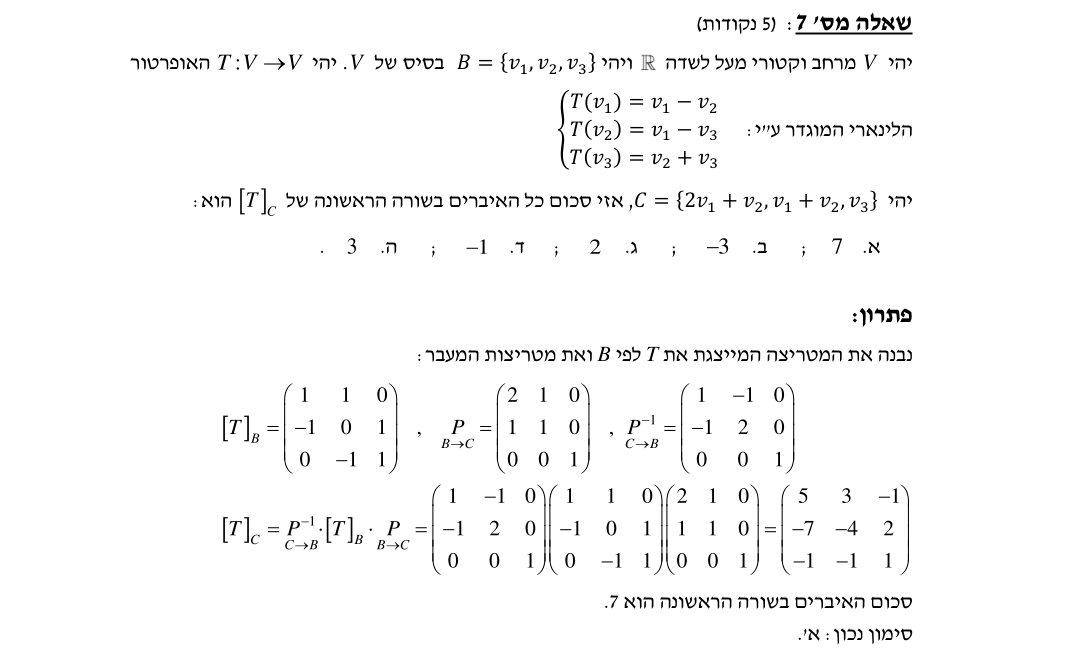 שאלה מס' 7 : (5 נקודות)
יהי V מרחב וקטורי מעל לשדה ℝ ויהי B = {v₁, v₂, v₃} בסיס של V. יהי T : V → V האופרטור
הלינארי המוגדר ע"י : { T(v₁) = v₁ − v₂
T(v₂) = v₁ − v₃
T(v₃) = v₂ + v₃
יהי C = {2v₁ + v₂, v₁ + v₂, v₃}, אזי סכום כל האיברים בשורה הראשונה של [T]_C הוא :
א. 7 ; ב. −3 ; ג. 2 ; ד. −1 ; ה. 3 .
פתרון:
נבנה את המטריצה המייצגת את T לפי B ואת מטריצות המעבר :
[T]_B = (1 1 0 / −1 0 1 / 0 −1 1) , P_{B→C} = (2 1 0 / 1 1 0 / 0 0 1) , P⁻¹_{C→B} = (1 −1 0 / −1 2 0 / 0 0 1)
[T]_C = P⁻¹_{C→B} · [T]_B · P_{B→C} = (1 −1 0 / −1 2 0 / 0 0 1)(1 1 0 / −1 0 1 / 0 −1 1)(2 1 0 / 1 1 0 / 0 0 1) = (5 3 −1 / −7 −4 2 / −1 −1 1)
סכום האיברים בשורה הראשונה הוא 7.
סימון נכון : א'.